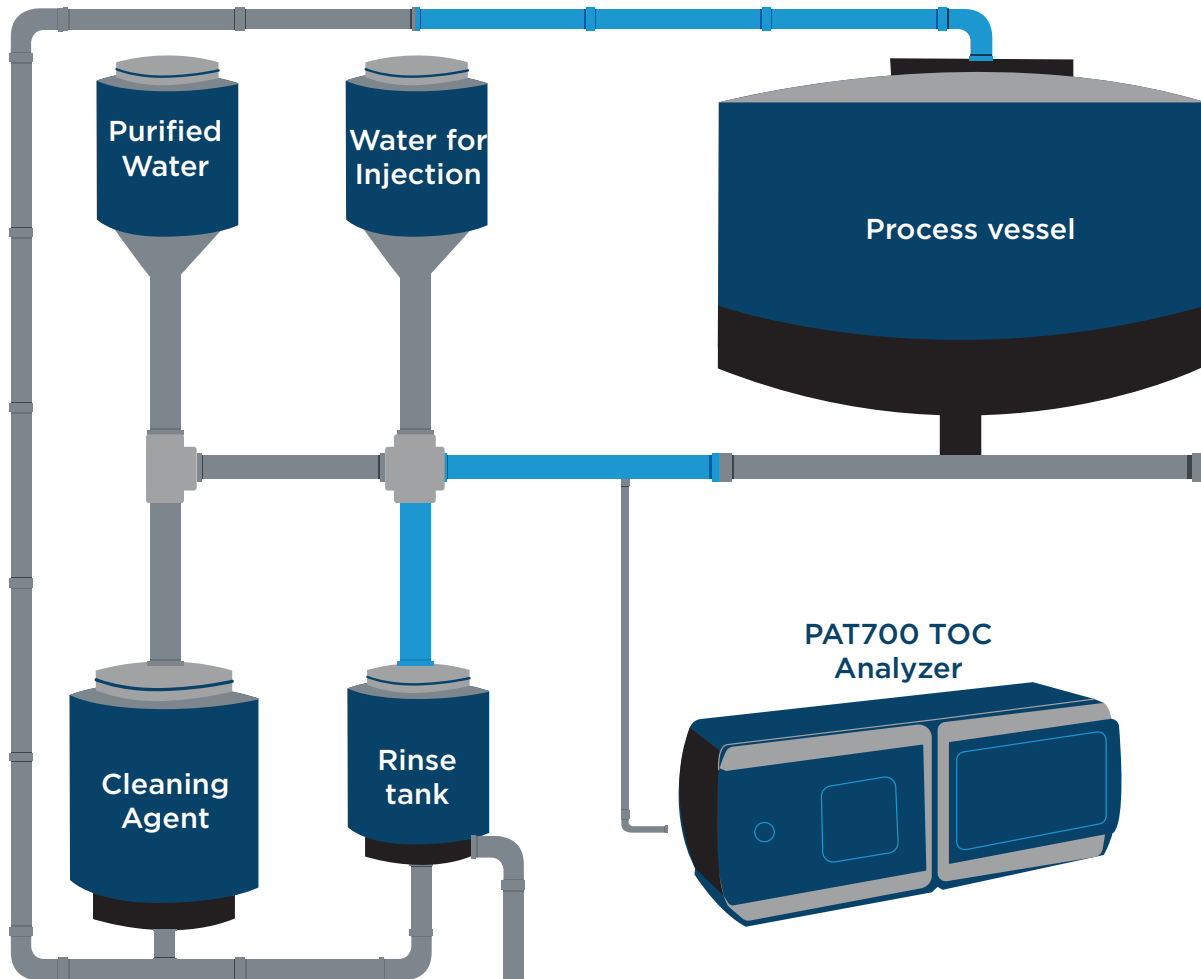 Purified
Water
Water for
Injection
Process vessel
PAT700 TOC
Analyzer
Cleaning
Agent
Rinse
tank